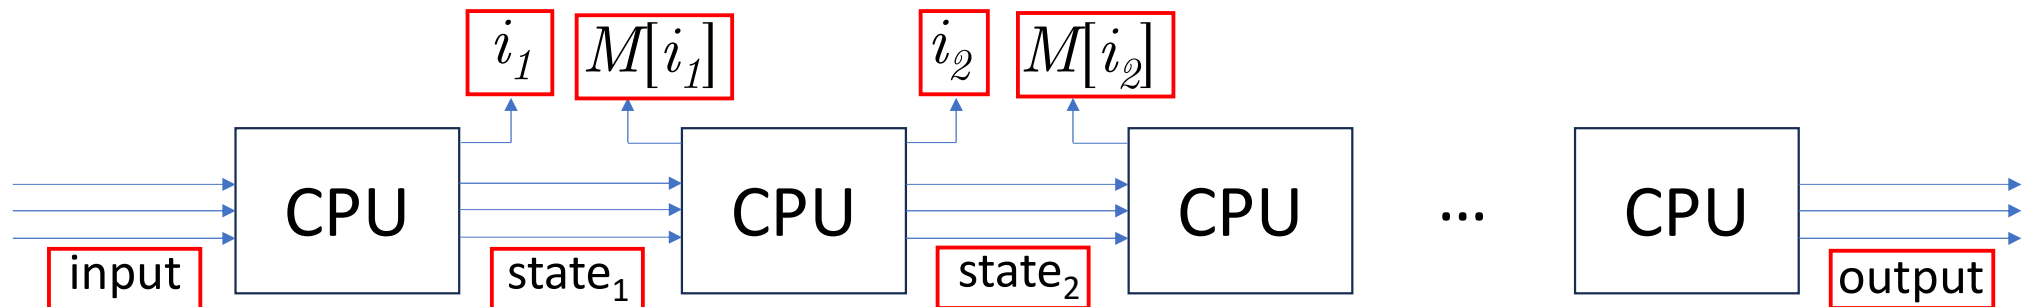 i₁ M[i₁] i₂ M[i₂]
CPU CPU CPU ... CPU
input state₁ state₂ output